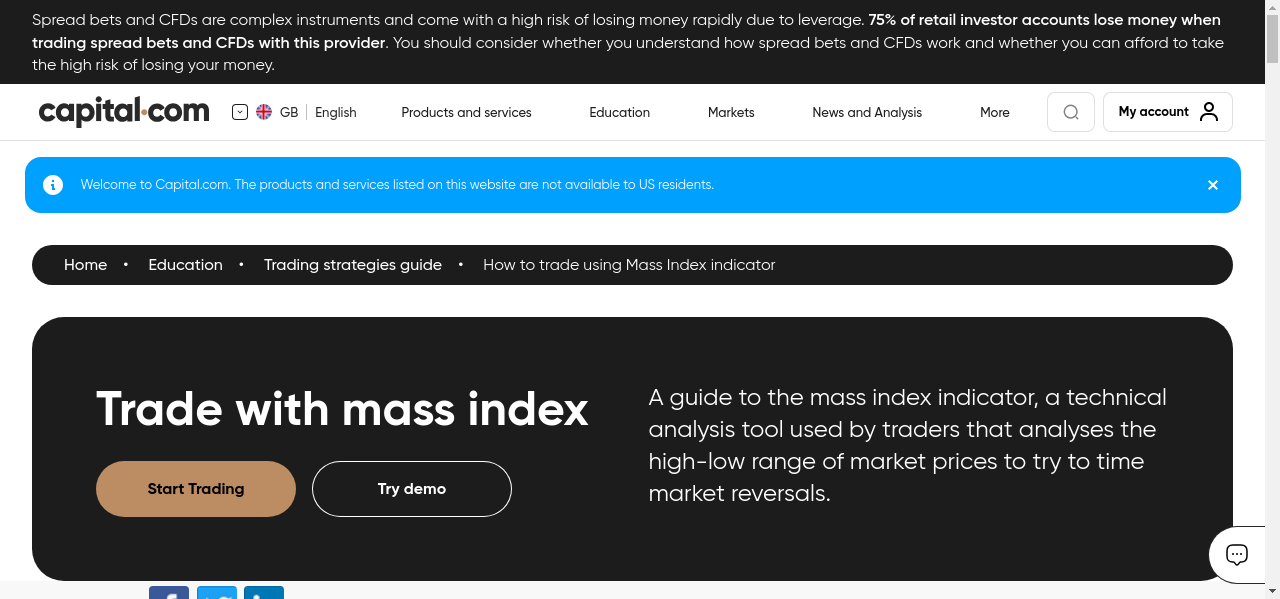 Spread bets and CFDs are complex instruments and come with a high risk of losing money rapidly due to leverage. 75% of retail investor accounts lose money when
trading spread bets and CFDs with this provider. You should consider whether you understand how spread bets and CFDs work and whether you can afford to take
the high risk of losing your money.
capital.com GB English Products and services Education Markets News and Analysis More My account
Welcome to Capital.com. The products and services listed on this website are not available to US residents.
Home • Education • Trading strategies guide • How to trade using Mass Index indicator
Trade with mass index
Start Trading Try demo
A guide to the mass index indicator, a technical
analysis tool used by traders that analyses the
high-low range of market prices to try to time
market reversals.